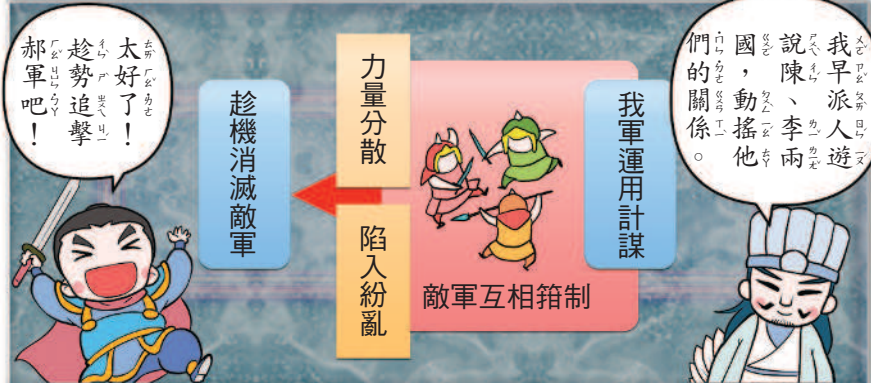 我早派人遊
說陳、李兩
國，動搖他
們的關係。
我軍運用計謀
敵軍互相箝制
力量分散
陷入紛亂
趁機消滅敵軍
太好了！
趁勢追擊
郝軍吧！